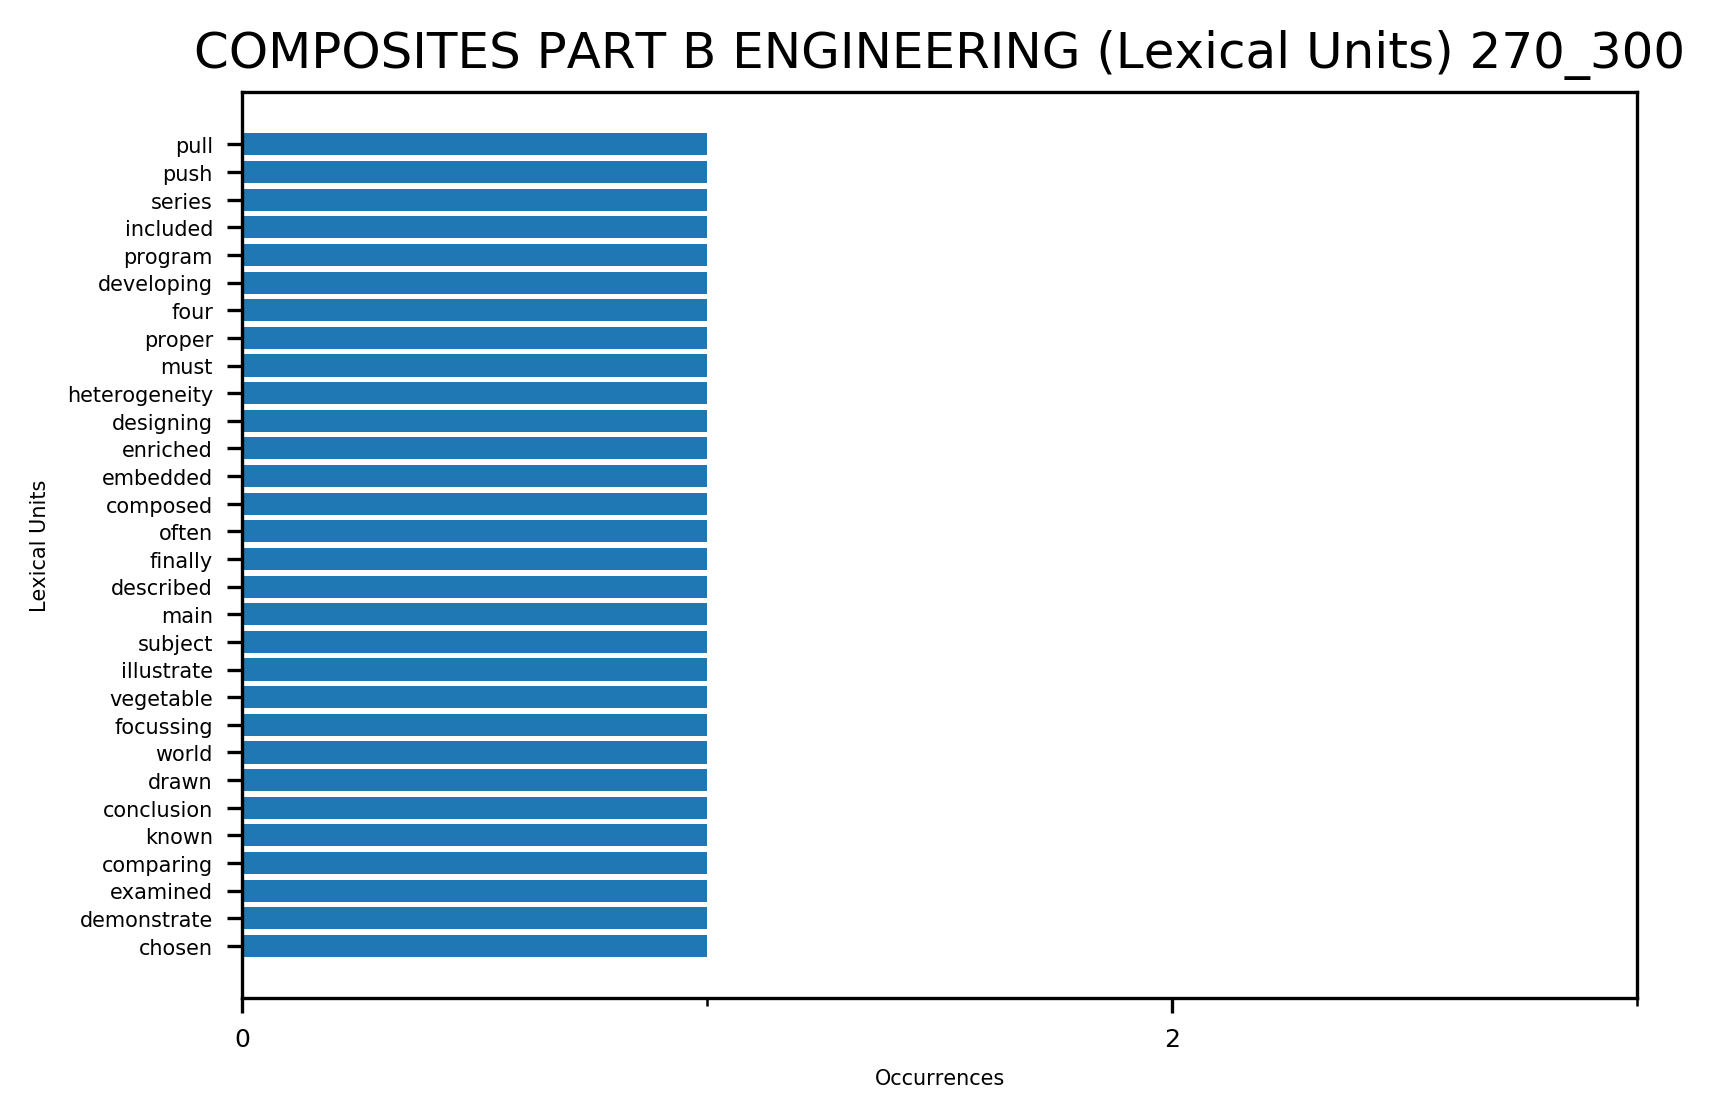 COMPOSITES PART B ENGINEERING (Lexical Units) 270_300
pull
push
series
included
program
developing
four
proper
must
heterogeneity
designing
enriched
embedded
composed
often
finally
described
main
subject
illustrate
vegetable
focussing
world
drawn
conclusion
known
comparing
examined
demonstrate
chosen
Lexical Units
0 2
Occurrences